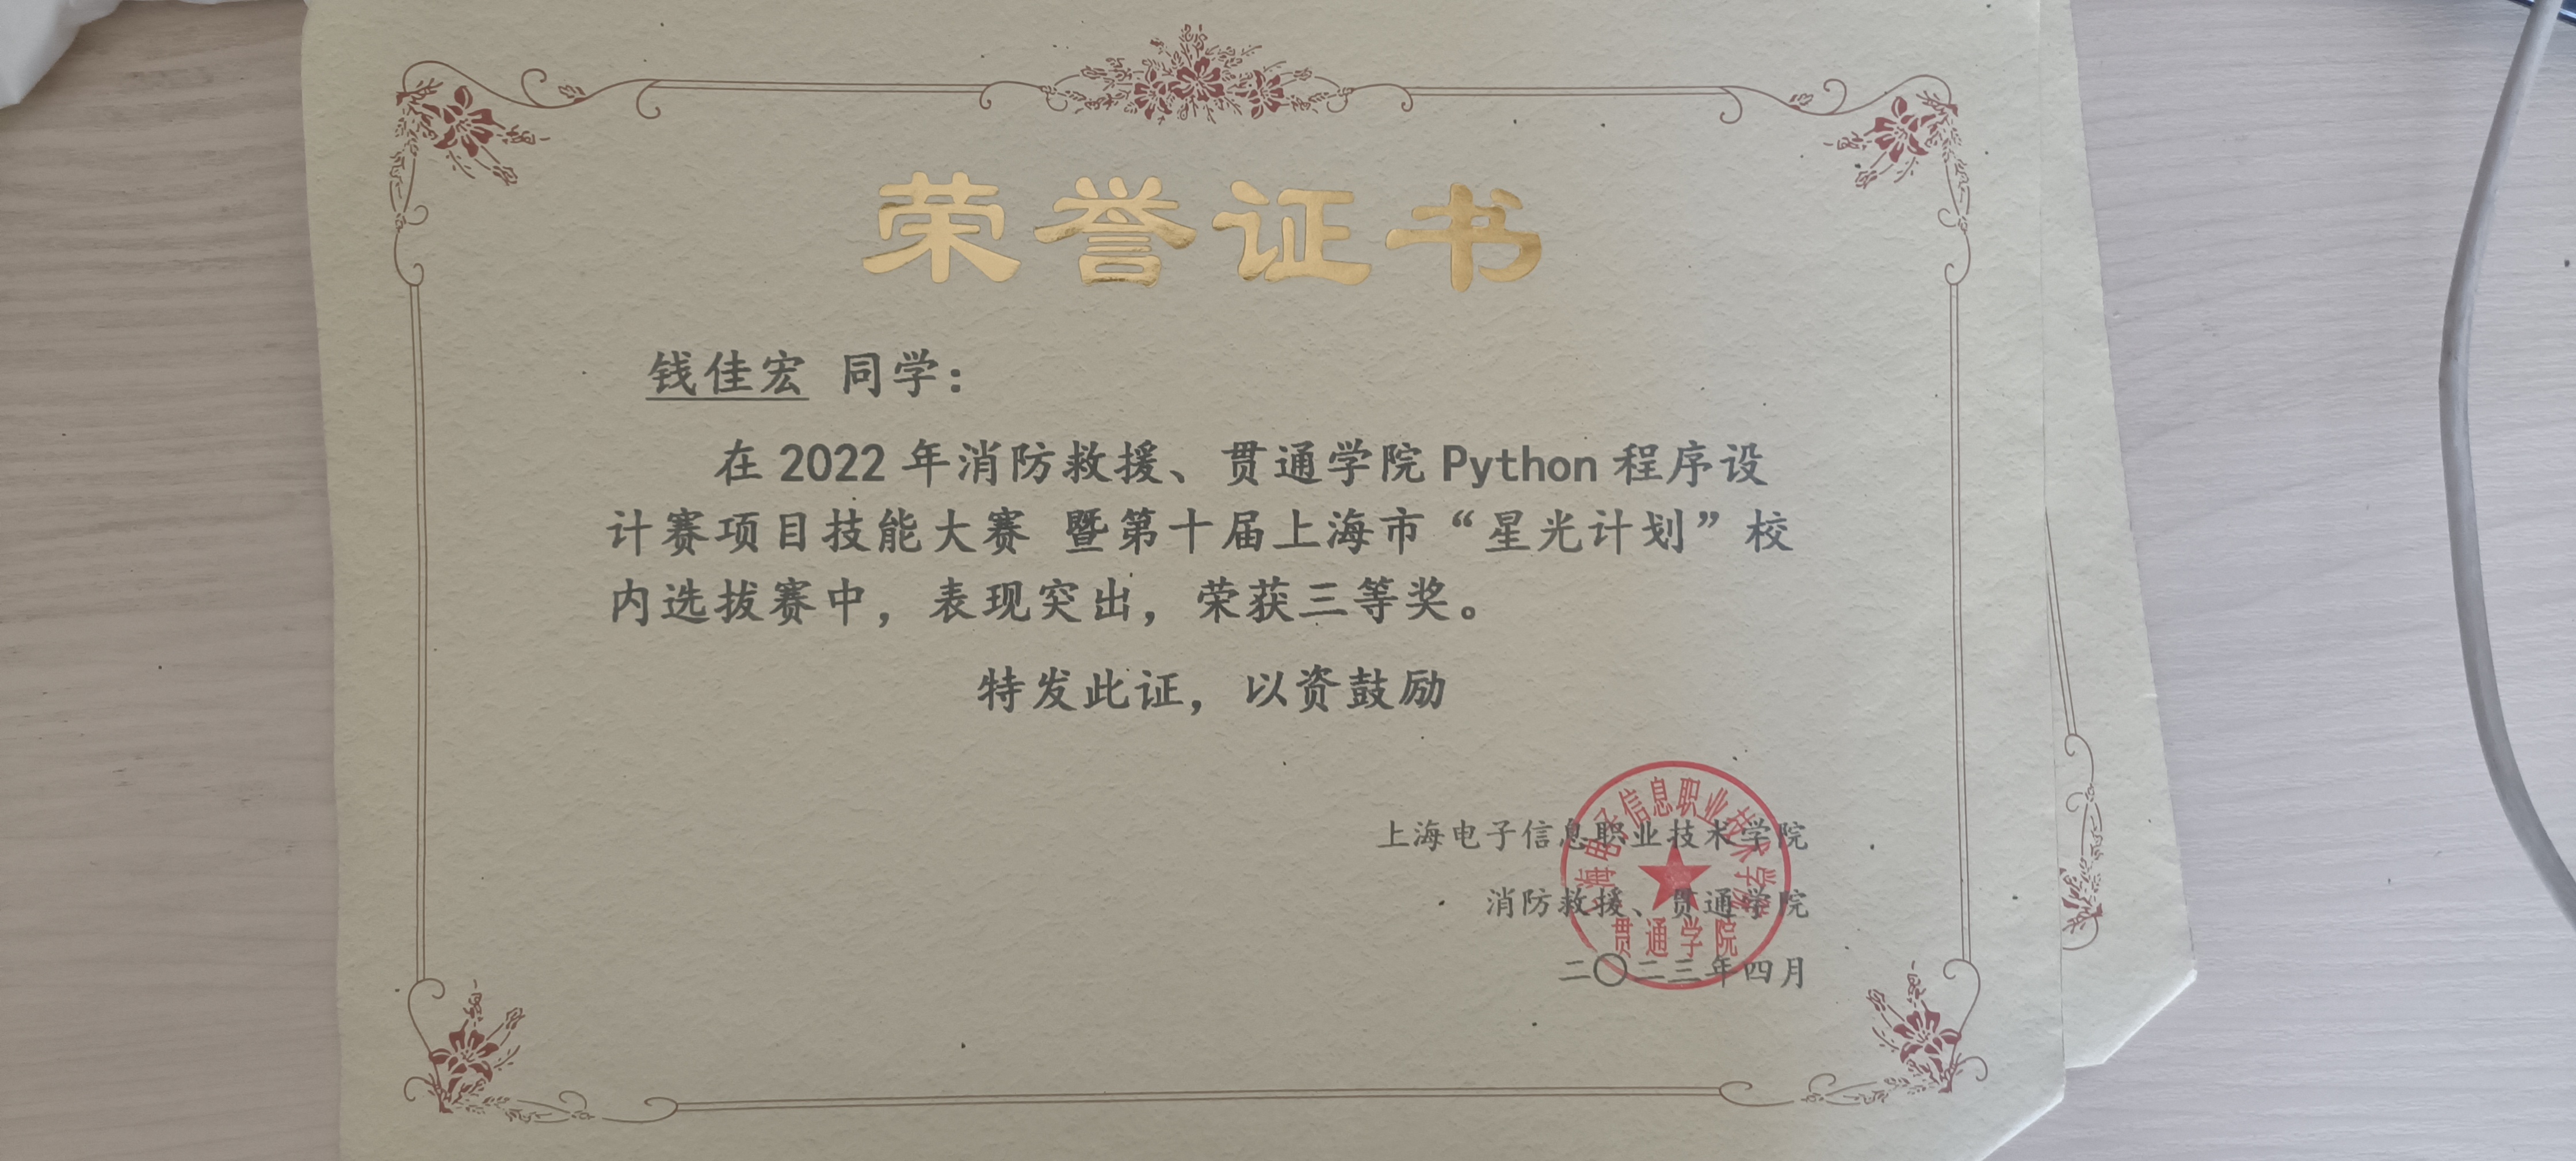 荣誉证书
钱佳宏 同学：
在 2022 年消防救援、贯通学院 Python 程序设
计赛项目技能大赛 暨第十届上海市“星光计划”校
内选拔赛中，表现突出，荣获三等奖。
特发此证，以资鼓励
上海电子信息职业技术学院
消防救援、贯通学院
二〇二三年四月
上海电子信息职业技术学院
贯通学院